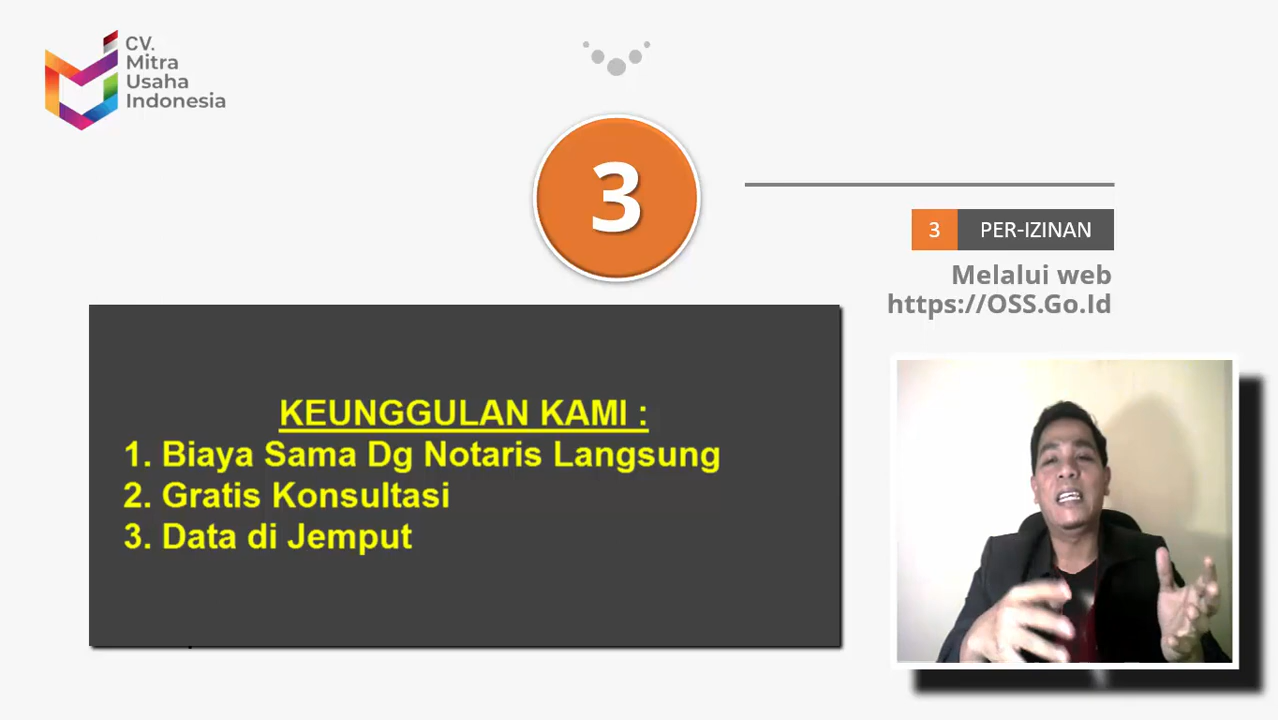 CV.
Mitra
Usaha
Indonesia
3
3 PER-IZINAN
Melalui web
https://OSS.Go.Id
KEUNGGULAN KAMI :
1. Biaya Sama Dg Notaris Langsung
2. Gratis Konsultasi
3. Data di Jemput